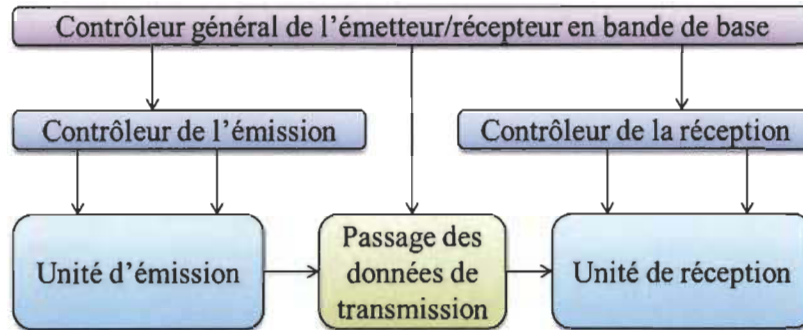 Contrôleur général de l'émetteur/récepteur en bande de base
Contrôleur de l'émission
Contrôleur de la réception
Unité d'émission
Passage des
données de
transmission
Unité de réception